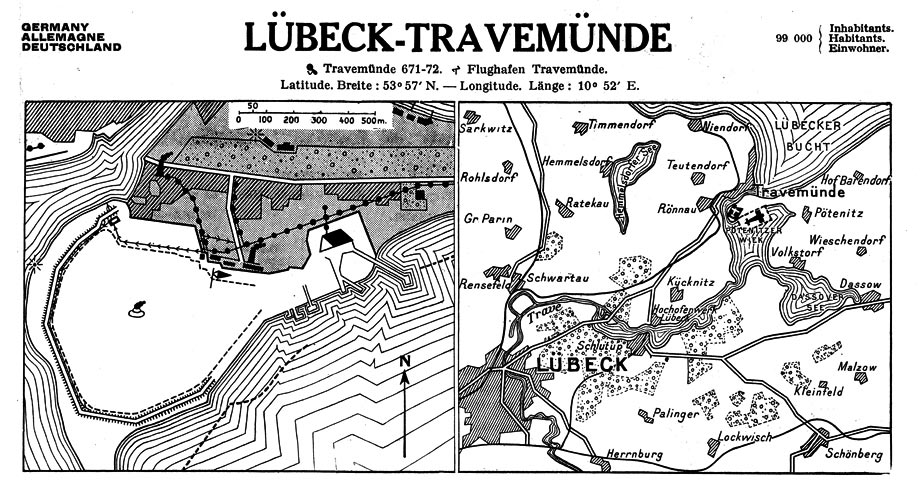 GERMANY
ALLEMAGNE
DEUTSCHLAND
LÜBECK-TRAVEMÜNDE
99 000
Inhabitants.
Habitants.
Einwohner.
Travemünde 671-72. Flughafen Travemünde.
Latitude. Breite : 53° 57′ N. — Longitude. Länge : 10° 52′ E.
50
0 100 200 300 400 500m.
N
Sarkwitz
Timmendorf
Niendorf
LÜBECKER
BUCHT
Hemmelsdorf
Teutendorf
Rohlsdorf
Hof Barendorf
Travemünde
Ratekau
Rönnau
Pötenitz
Gr Parin
PÖTENITZER
WIEK
Wieschendorf
Volkstorf
Rensefeld
Schwartau
Kücknitz
Dassow
DASSOWER
SEE
Trave
Hochofenwerk
Lübeck
Schlutup
LÜBECK
Malzow
Kleinfeld
Palinger
Lockwisch
Herrnburg
Schönberg